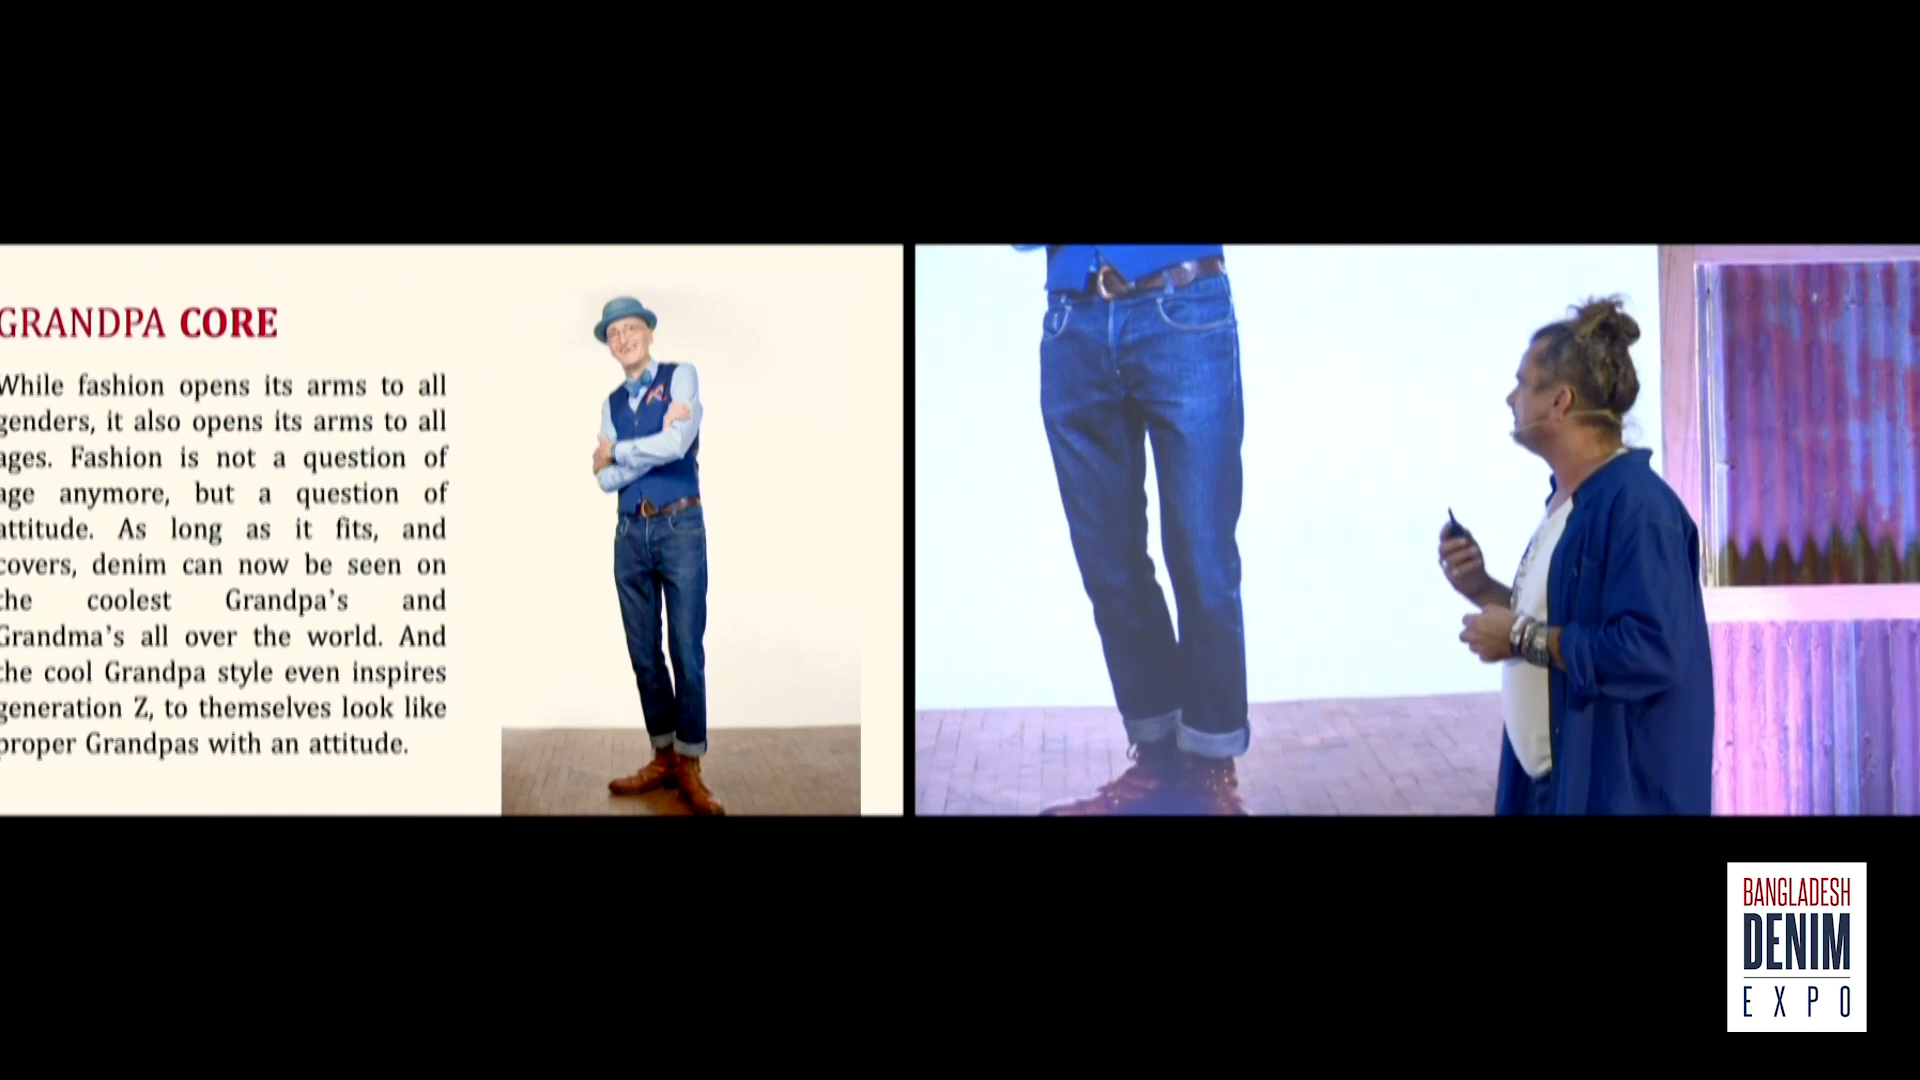 GRANDPA CORE
While fashion opens its arms to all
genders, it also opens its arms to all
ages. Fashion is not a question of
age anymore, but a question of
attitude. As long as it fits, and
covers, denim can now be seen on
the coolest Grandpa's and
Grandma's all over the world. And
the cool Grandpa style even inspires
generation Z, to themselves look like
proper Grandpas with an attitude.
BANGLADESH
DENIM
EXPO